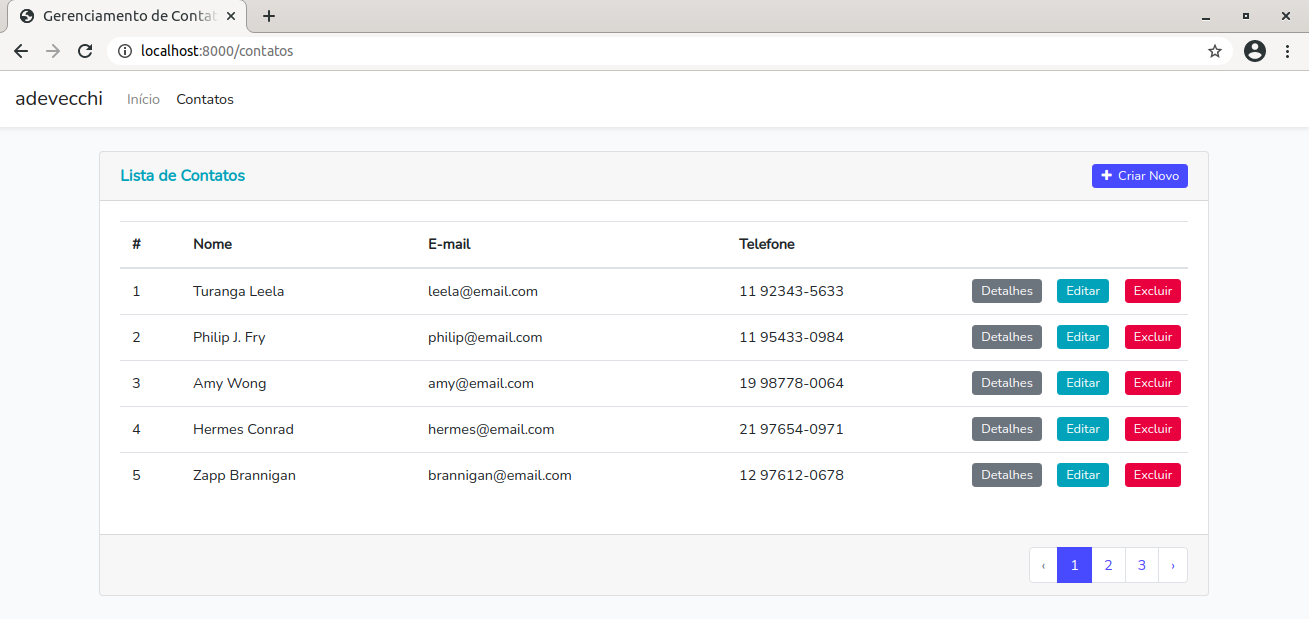 Gerenciamento de Contat
localhost:8000/contatos
adevecchi Início Contatos
Lista de Contatos + Criar Novo
# Nome E-mail Telefone
1 Turanga Leela leela@email.com 11 92343-5633 Detalhes Editar Excluir
2 Philip J. Fry philip@email.com 11 95433-0984 Detalhes Editar Excluir
3 Amy Wong amy@email.com 19 98778-0064 Detalhes Editar Excluir
4 Hermes Conrad hermes@email.com 21 97654-0971 Detalhes Editar Excluir
5 Zapp Brannigan brannigan@email.com 12 97612-0678 Detalhes Editar Excluir
‹ 1 2 3 ›